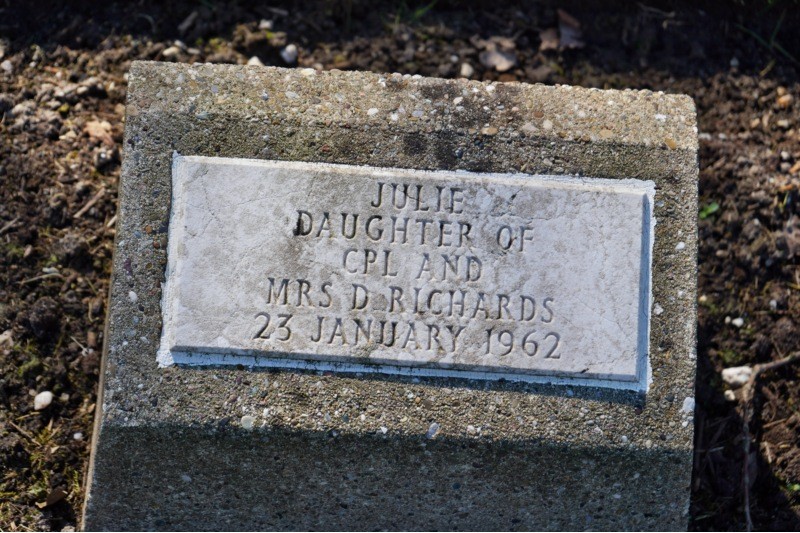 JULIE
DAUGHTER OF
CPL AND
MRS D RICHARDS
23 JANUARY 1962